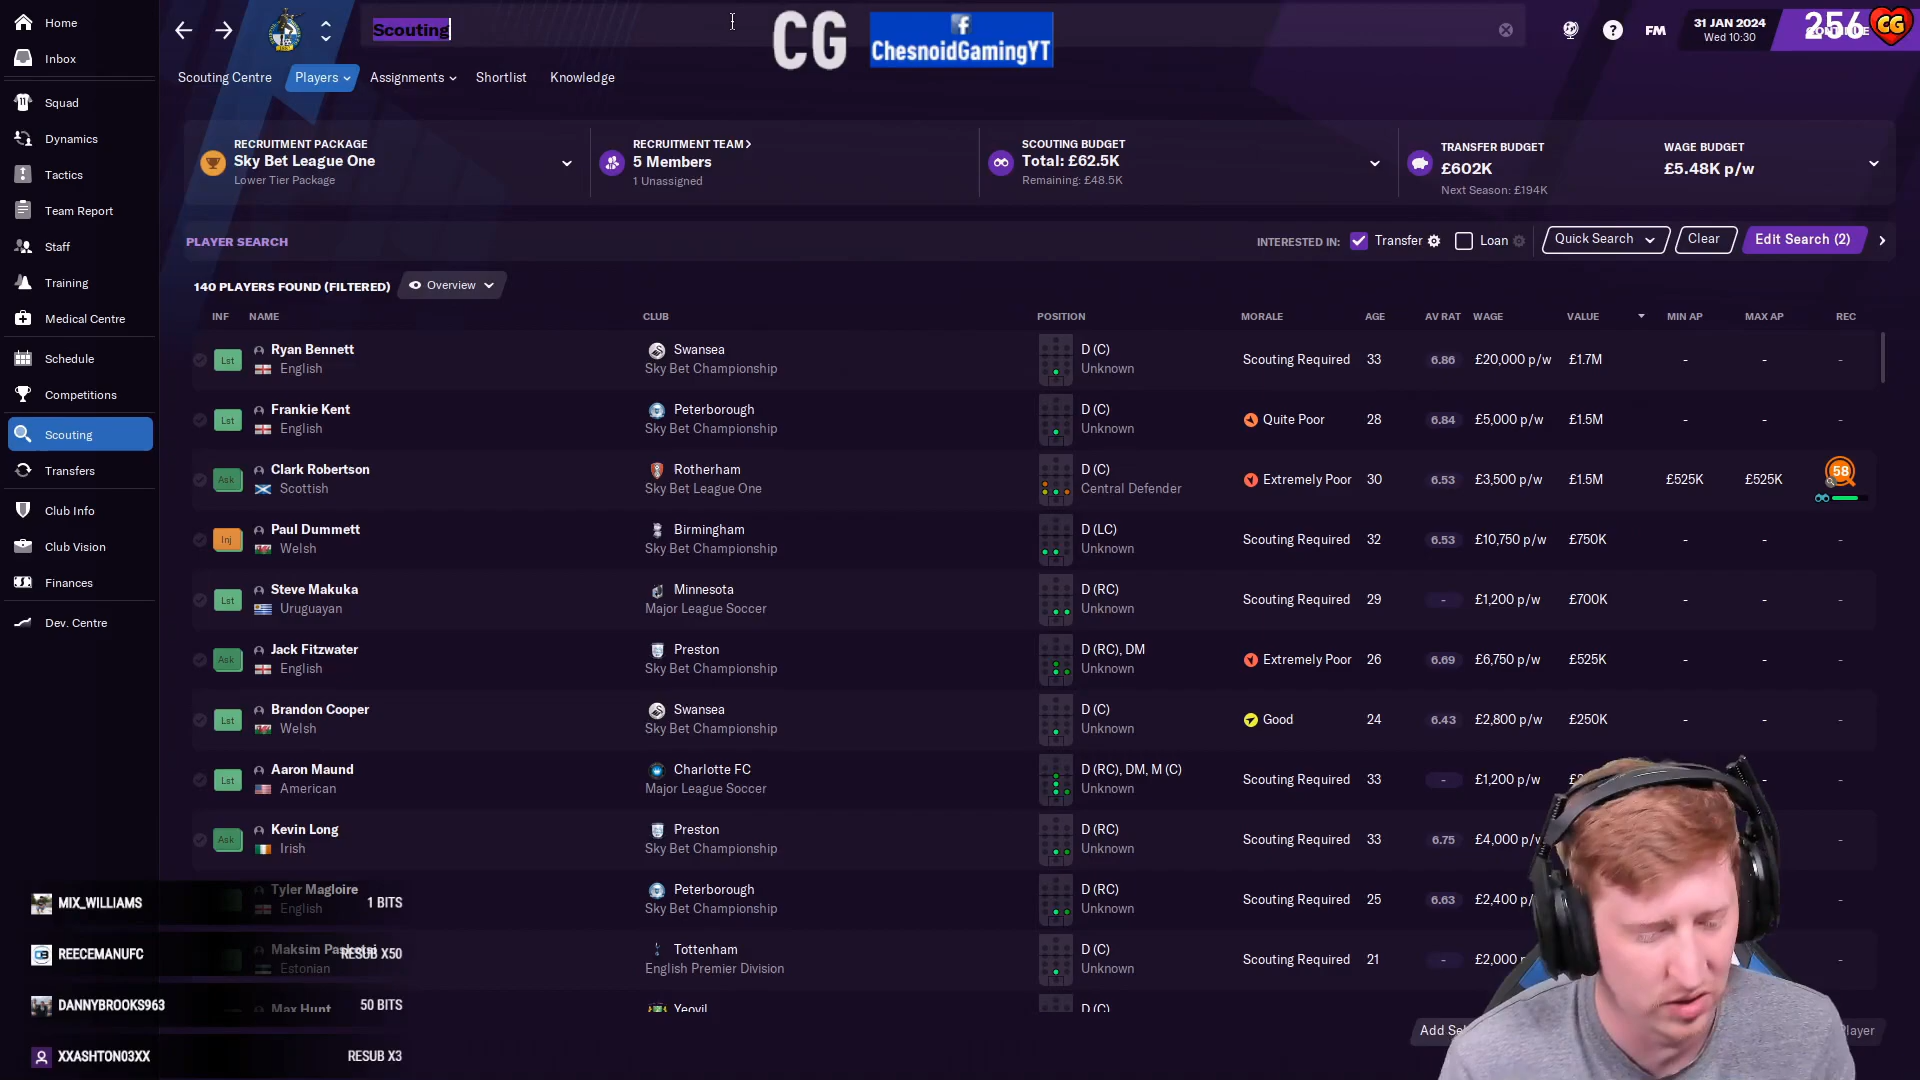 Home
Inbox
Squad
Dynamics
Tactics
Team Report
Staff
Training
Medical Centre
Schedule
Competitions
Scouting
Transfers
Club Info
Club Vision
Finances
Dev. Centre
Scouting
CG
ChesnoidGamingYT
FM
31 JAN 2024
Wed 10:30
256
CG
Scouting Centre
Players
Assignments
Shortlist
Knowledge
RECRUITMENT PACKAGE
Sky Bet League One
Lower Tier Package
RECRUITMENT TEAM
5 Members
1 Unassigned
SCOUTING BUDGET
Total: £62.5K
Remaining: £48.5K
TRANSFER BUDGET
£602K
Next Season: £194K
WAGE BUDGET
£5.48K p/w
PLAYER SEARCH
INTERESTED IN: Transfer Loan
Quick Search
Clear
Edit Search (2)
140 PLAYERS FOUND (FILTERED)
Overview
INF NAME CLUB POSITION MORALE AGE AV RAT WAGE VALUE MIN AP MAX AP REC
Lst Ryan Bennett Swansea D (C) Scouting Required 33 6.86 £20,000 p/w £1.7M - - -
English Sky Bet Championship Unknown
Lst Frankie Kent Peterborough D (C) Quite Poor 28 6.84 £5,000 p/w £1.5M - - -
English Sky Bet Championship Unknown
Ask Clark Robertson Rotherham D (C) Extremely Poor 30 6.53 £3,500 p/w £1.5M £525K £525K 58
Scottish Sky Bet League One Central Defender
Inj Paul Dummett Birmingham D (LC) Scouting Required 32 6.53 £10,750 p/w £750K - - -
Welsh Sky Bet Championship Unknown
Lst Steve Makuka Minnesota D (RC) Scouting Required 29 - £1,200 p/w £700K - - -
Uruguayan Major League Soccer Unknown
Ask Jack Fitzwater Preston D (RC), DM Extremely Poor 26 6.69 £6,750 p/w £525K - - -
English Sky Bet Championship Unknown
Lst Brandon Cooper Swansea D (C) Good 24 6.43 £2,800 p/w £250K - - -
Welsh Sky Bet Championship Unknown
Lst Aaron Maund Charlotte FC D (RC), DM, M (C) Scouting Required 33 - £1,200 p/w - -
American Major League Soccer Unknown
Ask Kevin Long Preston D (RC) Scouting Required 33 6.75 £4,000 p/w -
Irish Sky Bet Championship Unknown
Tyler Magloire Peterborough D (RC) Scouting Required 25 6.63 £2,400 p/w -
English Sky Bet Championship Unknown
Maksim Tottenham D (C) Scouting Required 21 - £2,000 -
Estonian English Premier Division Unknown
Max Hunt Yeovil D (C)
MIX_WILLIAMS 1 BITS
REECEMANUFC RESUB X50
DANNYBROOKS963 50 BITS
XXASHTON03XX RESUB X3
Add
Player